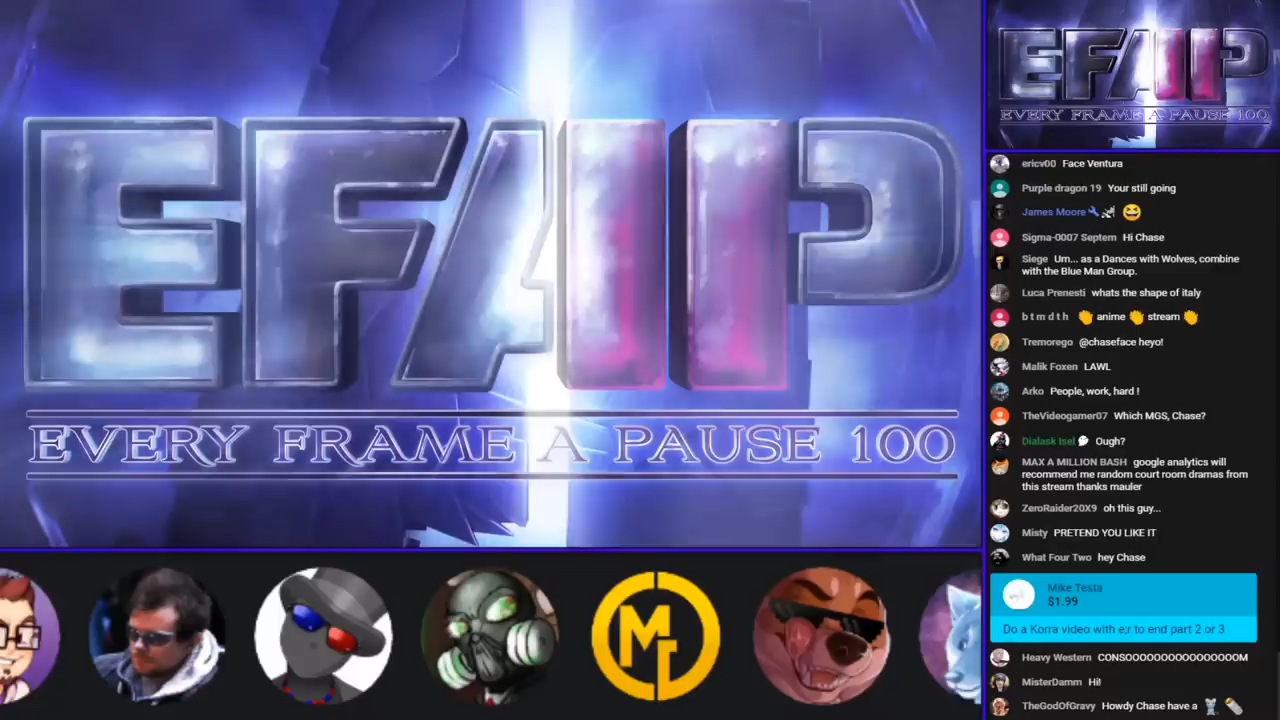 EFAIIP
EVERY FRAME A PAUSE 100
EFAIIP
EVERY FRAME A PAUSE 100
ericv00 Face Ventura
Purple dragon 19 Your still going
James Moore
Sigma-0007 Septem Hi Chase
Siege Um... as a Dances with Wolves, combine
with the Blue Man Group.
Luca Prenesti whats the shape of italy
b t m d t h 👏 anime 👏 stream 👏
Tremorego @chaseface heyo!
Malik Foxen LAWL
Arko People, work, hard !
TheVideogamer07 Which MGS, Chase?
Dialask Isel Ough?
MAX A MILLION BASH google analytics will
recommend me random court room dramas from
this stream thanks mauler
ZeroRaider20X9 oh this guy...
Misty PRETEND YOU LIKE IT
What Four Two hey Chase
Mike Testa
$1.99
Do a Korra video with e;r to end part 2 or 3
Heavy Western CONSOOOOOOOOOOOOOOOOM
MisterDamm Hi!
TheGodOfGravy Howdy Chase have a
ML